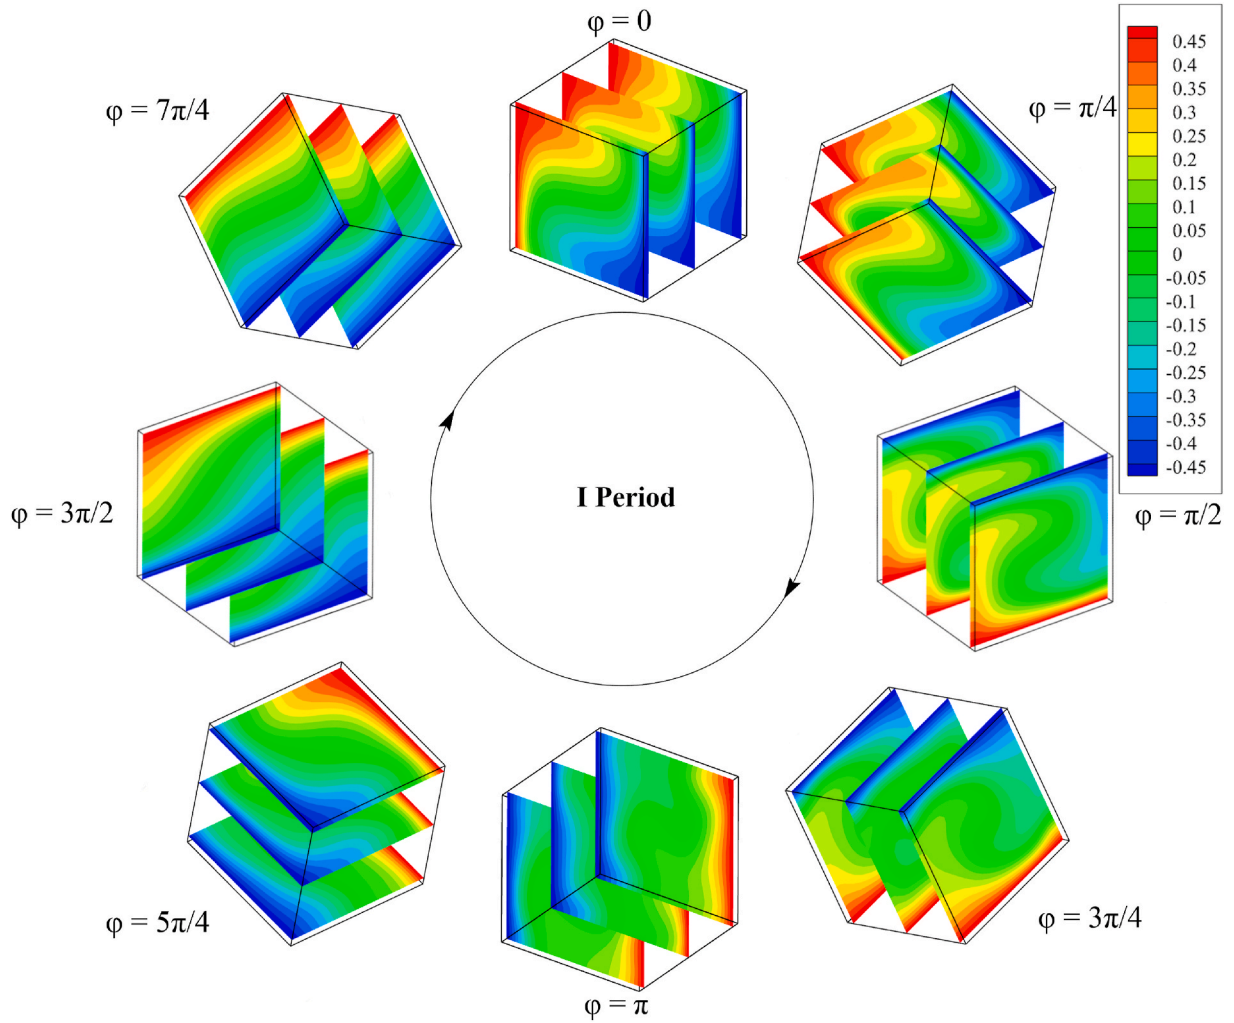 φ = 0
φ = 7π/4
φ = π/4
0.45
0.4
0.35
0.3
0.25
0.2
0.15
0.1
0.05
0
-0.05
-0.1
-0.15
-0.2
-0.25
-0.3
-0.35
-0.4
-0.45
I Period
φ = 3π/2
φ = π/2
φ = 5π/4
φ = 3π/4
φ = π